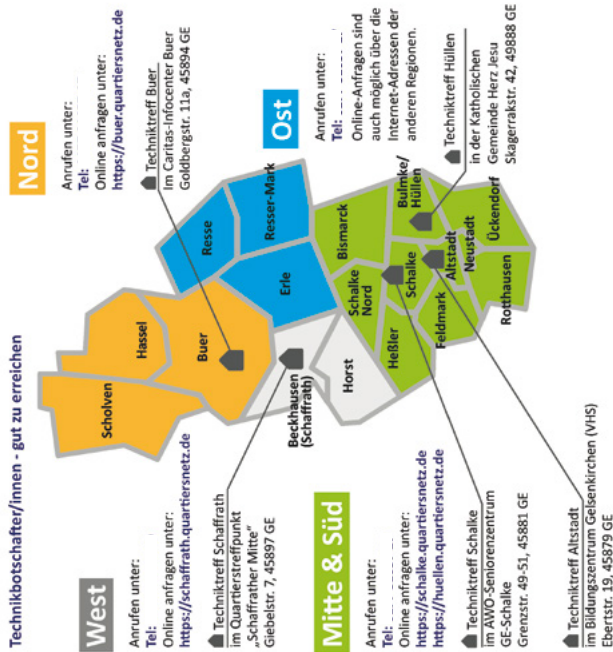 Technikbotschafter/innen - gut zu erreichen
West
Anrufen unter:
Tel:
Online anfragen unter:
https://schaffrath.quartiersnetz.de
Techniktreff Schaffrath
im Quartierstreffpunkt
„Schaffrather Mitte“
Giebelstr. 7, 45897 GE
Nord
Anrufen unter:
Tel:
Online anfragen unter:
https://buer.quartiersnetz.de
Techniktreff Buer
Im Caritas-Infocenter Buer
Goldbergstr. 11a, 45894 GE
Ost
Anrufen unter:
Tel:
Online-Anfragen sind
auch möglich über die
Internet-Adressen der
anderen Regionen.
Mitte & Süd
Anrufen unter:
Tel:
Online anfragen unter:
https://schalke.quartiersnetz.de
https://huellen.quartiersnetz.de
Techniktreff Schalke
im AWO-Seniorenzentrum
GE-Schalke
Grenzstr. 49-51, 45881 GE
Techniktreff Altstadt
im Bildungszentrum Gelsenkirchen (VHS)
Ebertstr. 19, 45879 GE
Techniktreff Hüllen
in der Katholischen
Gemeinde Herz Jesu
Skagerrakstr. 42, 49888 GE
Scholven
Hassel
Buer
Resse
Resser-Mark
Erle
Beckhausen
(Schaffrath)
Horst
Schalke
Nord
Bismarck
Heßler
Schalke
Bulmke/
Hüllen
Feldmark
Altstadt
Neustadt
Ückendorf
Rotthausen